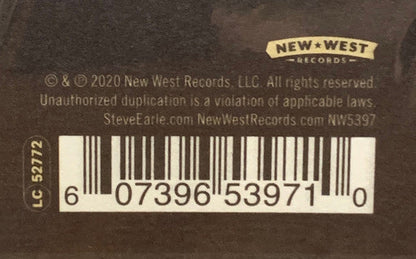 NEW★WEST
RECORDS
© & ℗ 2020 New West Records, LLC. All rights reserved.
Unauthorized duplication is a violation of applicable laws.
SteveEarle.com NewWestRecords.com NW5397
LC 52772
6 07396 53971 0